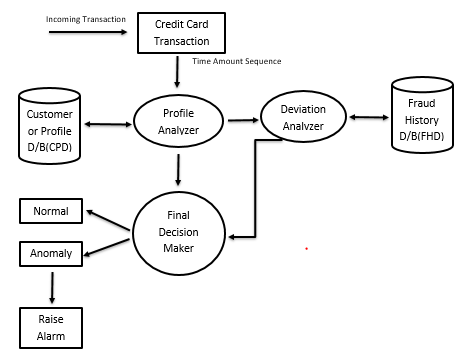 Incoming Transaction
Credit Card
Transaction
Time Amount Sequence
Customer
or Profile
D/B(CPD)
Profile
Analyzer
Deviation
Analyzer
Fraud
History
D/B(FHD)
Normal
Final
Decision
Maker
Anomaly
Raise
Alarm